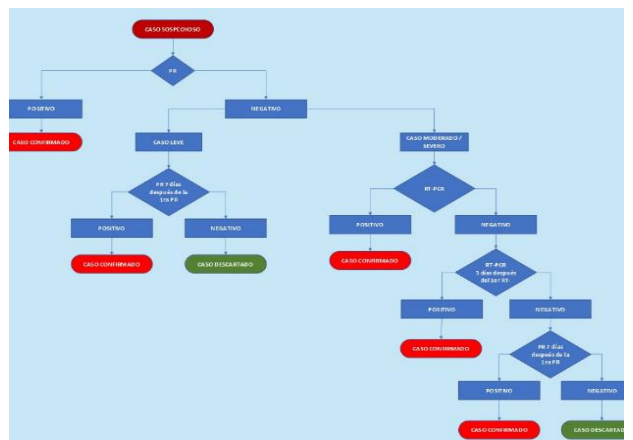 CASO SOSPECHOSO
PR
POSITIVO
NEGATIVO
CASO CONFIRMADO
CASO LEVE
CASO MODERADO /
SEVERO
PR 7 días
después de la
1ra PR
RT-PCR
POSITIVO
NEGATIVO
POSITIVO
NEGATIVO
CASO CONFIRMADO
CASO DESCARTADO
CASO CONFIRMADO
RT-PCR
días después
del 1er RT-
POSITIVO
NEGATIVO
CASO CONFIRMADO
PR 7 días
después de la
1ra PR
POSITIVO
NEGATIVO
CASO CONFIRMADO
CASO DESCARTAD